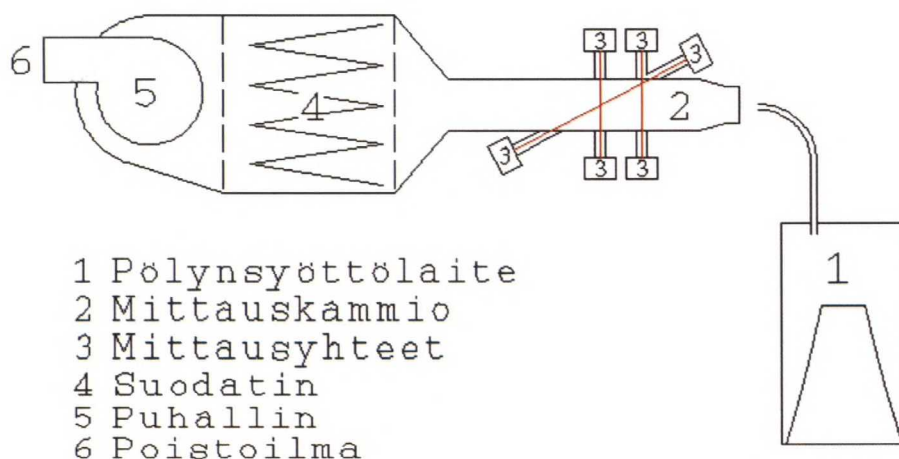 3 3
3
6
5
4
2
3
3 3
1
1 Pölynsyöttölaite
2 Mittauskammio
3 Mittausyhteet
4 Suodatin
5 Puhallin
6 Poistoilma